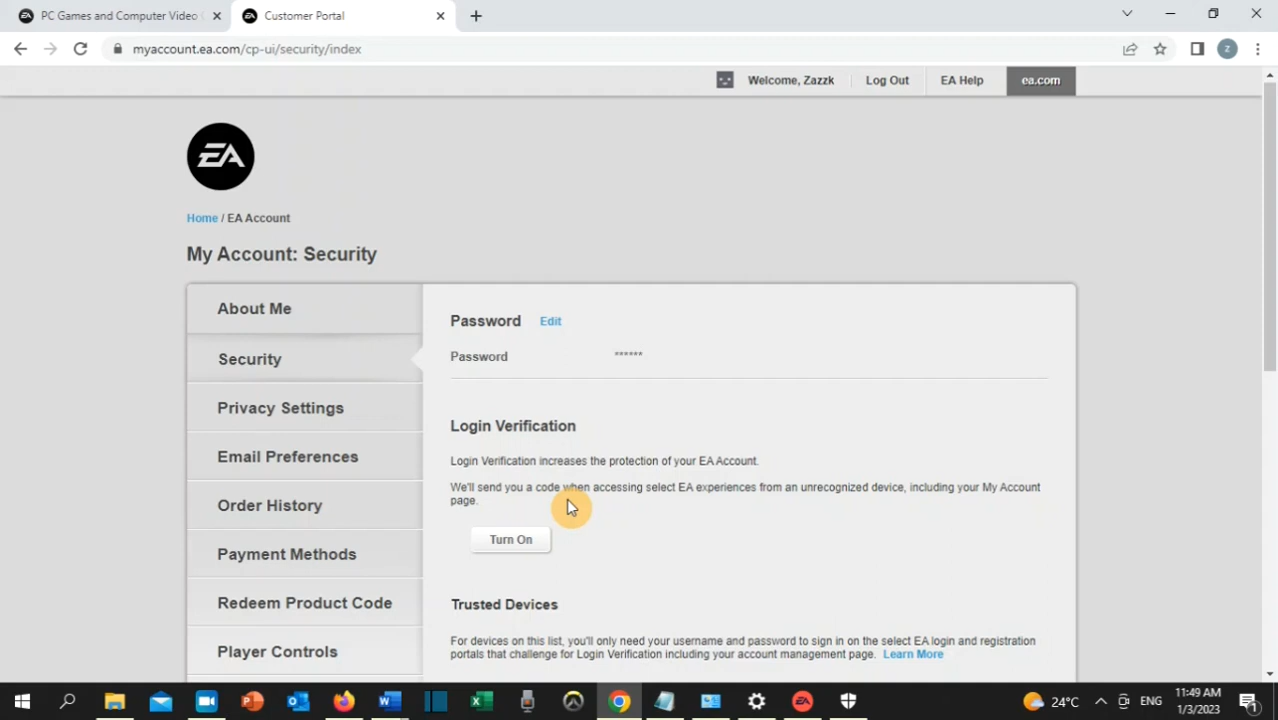 PC Games and Computer Video
Customer Portal
myaccount.ea.com/cp-ui/security/index
Z
Welcome, Zazzk
Log Out
EA Help
ea.com
EA
Home / EA Account
My Account: Security
About Me
Security
Privacy Settings
Email Preferences
Order History
Payment Methods
Redeem Product Code
Player Controls
Password Edit
Password ******
Login Verification
Login Verification increases the protection of your EA Account.
We'll send you a code when accessing select EA experiences from an unrecognized device, including your My Account
page.
Turn On
Trusted Devices
For devices on this list, you'll only need your username and password to sign in on the select EA login and registration
portals that challenge for Login Verification including your account management page. Learn More
24°C
ENG
11:49 AM
1/3/2023
1